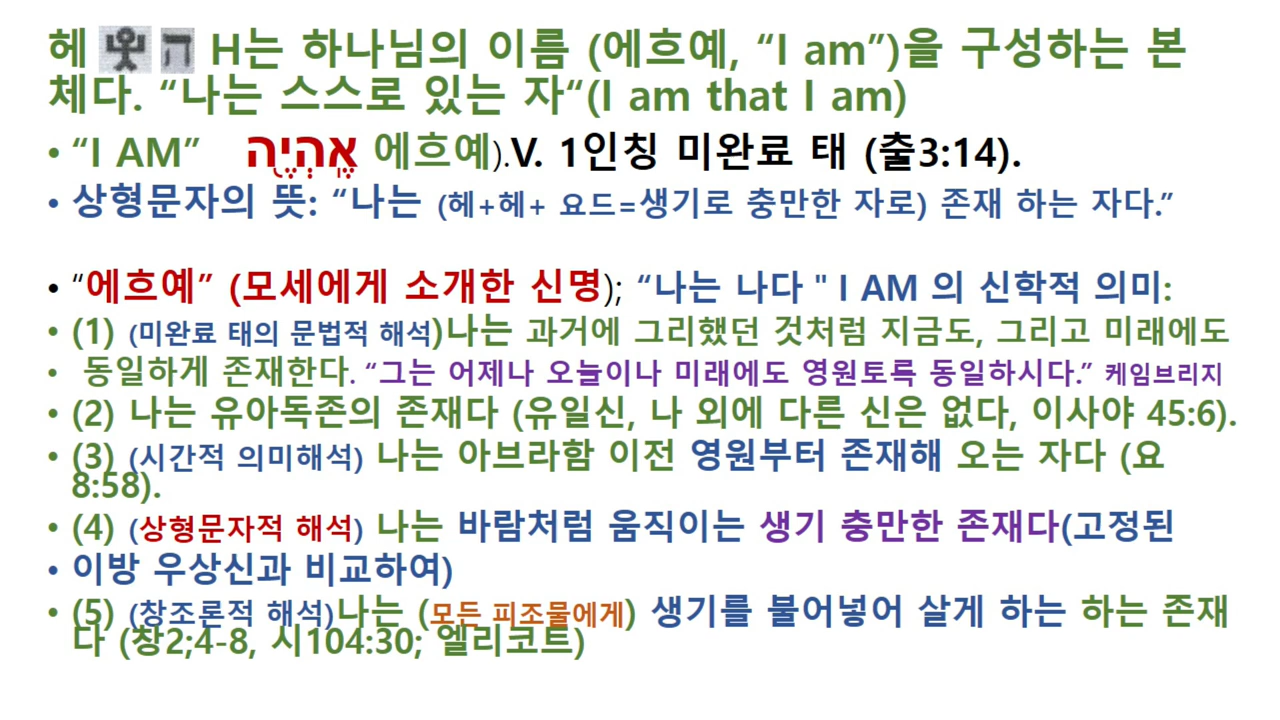 헤 ה H는 하나님의 이름 (에흐예, “I am”)을 구성하는 본
체다. “나는 스스로 있는 자“(I am that I am)
• “I AM” אֶהְיֶה 에흐예).V. 1인칭 미완료 태 (출3:14).
• 상형문자의 뜻: “나는 (헤+헤+ 요드=생기로 충만한 자로) 존재 하는 자다.”
• “에흐예” (모세에게 소개한 신명); “나는 나다 " I AM 의 신학적 의미:
• (1) (미완료 태의 문법적 해석)나는 과거에 그리했던 것처럼 지금도, 그리고 미래에도
• 동일하게 존재한다. “그는 어제나 오늘이나 미래에도 영원토록 동일하시다.” 케임브리지
• (2) 나는 유아독존의 존재다 (유일신, 나 외에 다른 신은 없다, 이사야 45:6).
• (3) (시간적 의미해석) 나는 아브라함 이전 영원부터 존재해 오는 자다 (요
8:58).
• (4) (상형문자적 해석) 나는 바람처럼 움직이는 생기 충만한 존재다(고정된
• 이방 우상신과 비교하여)
• (5) (창조론적 해석)나는 (모든 피조물에게) 생기를 불어넣어 살게 하는 하는 존재
다 (창2;4-8, 시104:30; 엘리코트)